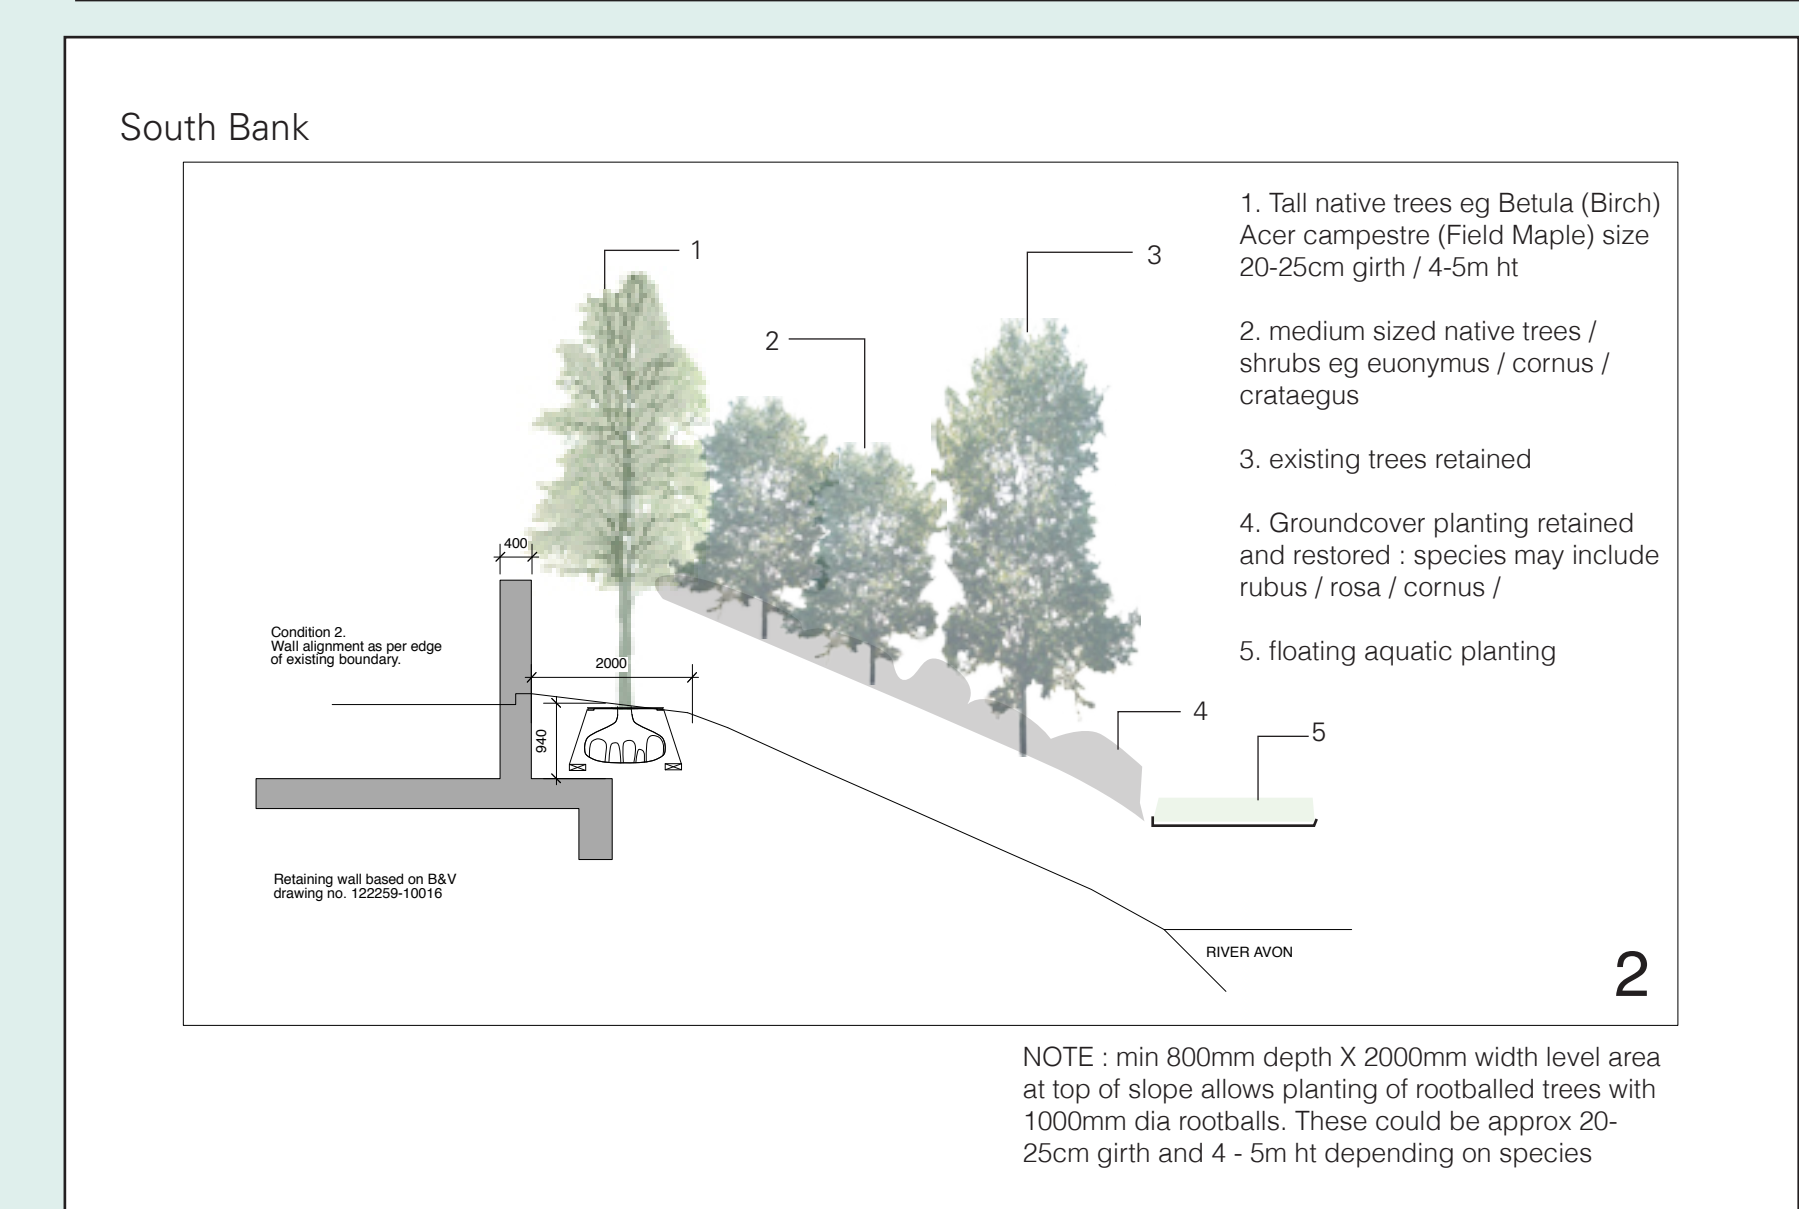 South Bank
1
2
3
4
5
400
2000
940
Condition 2.
Wall alignment as per edge
of existing boundary.
Retaining wall based on B&V
drawing no. 122259-10016
RIVER AVON
1. Tall native trees eg Betula (Birch)
Acer campestre (Field Maple) size
20-25cm girth / 4-5m ht
2. medium sized native trees /
shrubs eg euonymus / cornus /
crataegus
3. existing trees retained
4. Groundcover planting retained
and restored : species may include
rubus / rosa / cornus /
5. floating aquatic planting
2
NOTE : min 800mm depth X 2000mm width level area
at top of slope allows planting of rootballed trees with
1000mm dia rootballs. These could be approx 20-
25cm girth and 4 - 5m ht depending on species